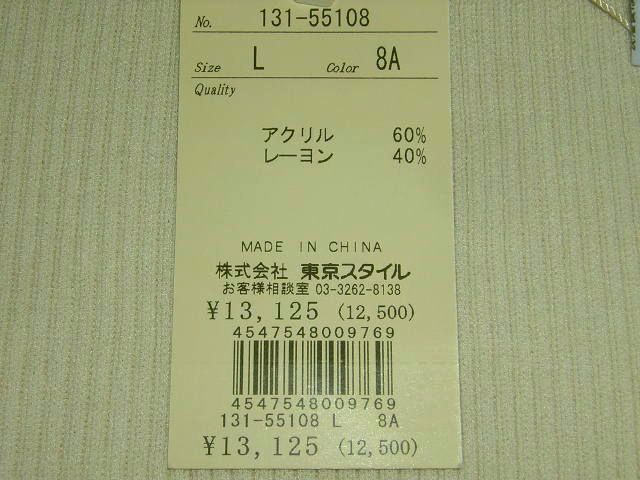 No. 131-55108
Size L Color 8A
Quality
アクリル 60%
レーヨン 40%
MADE IN CHINA
株式会社 東京スタイル
お客様相談室 03-3262-8138
¥13,125 (12,500)
4547548009769
4547548009769
131-55108 L 8A
¥13,125 (12,500)